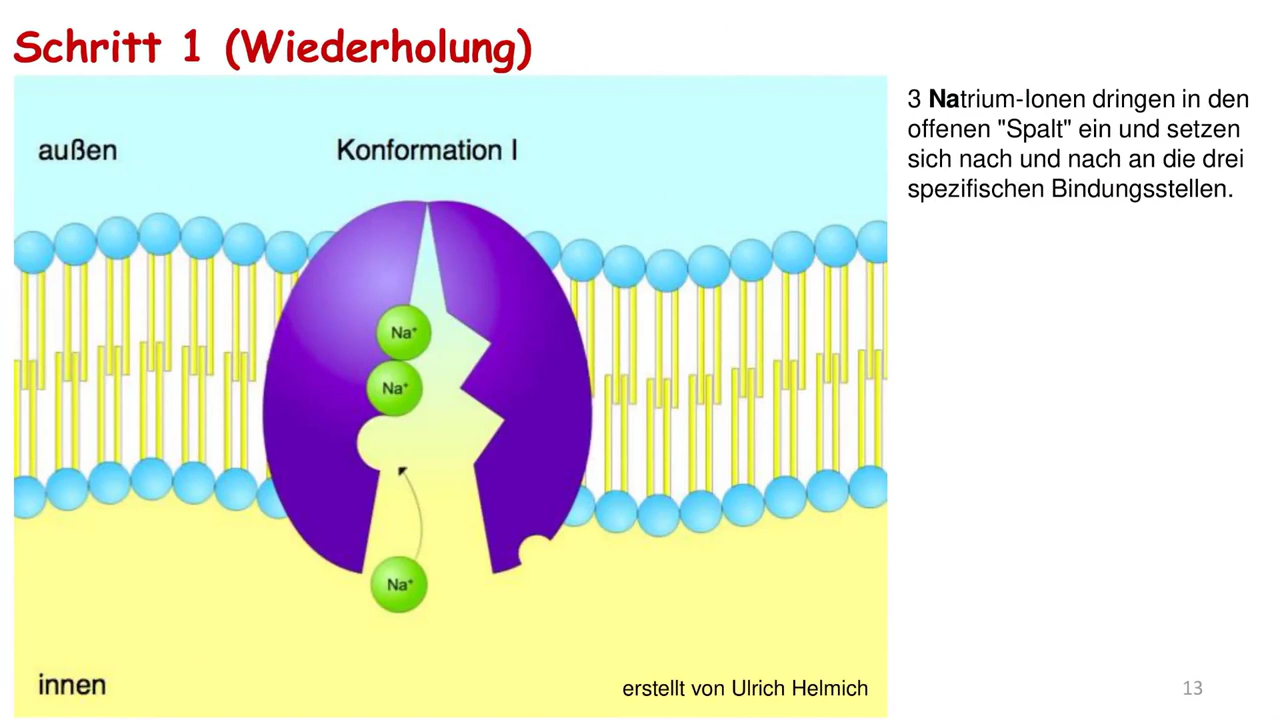 Schritt 1 (Wiederholung)
außen
Konformation I
3 Natrium-Ionen dringen in den
offenen "Spalt" ein und setzen
sich nach und nach an die drei
spezifischen Bindungsstellen.
Na⁺
Na⁺
Na⁺
innen
erstellt von Ulrich Helmich
13